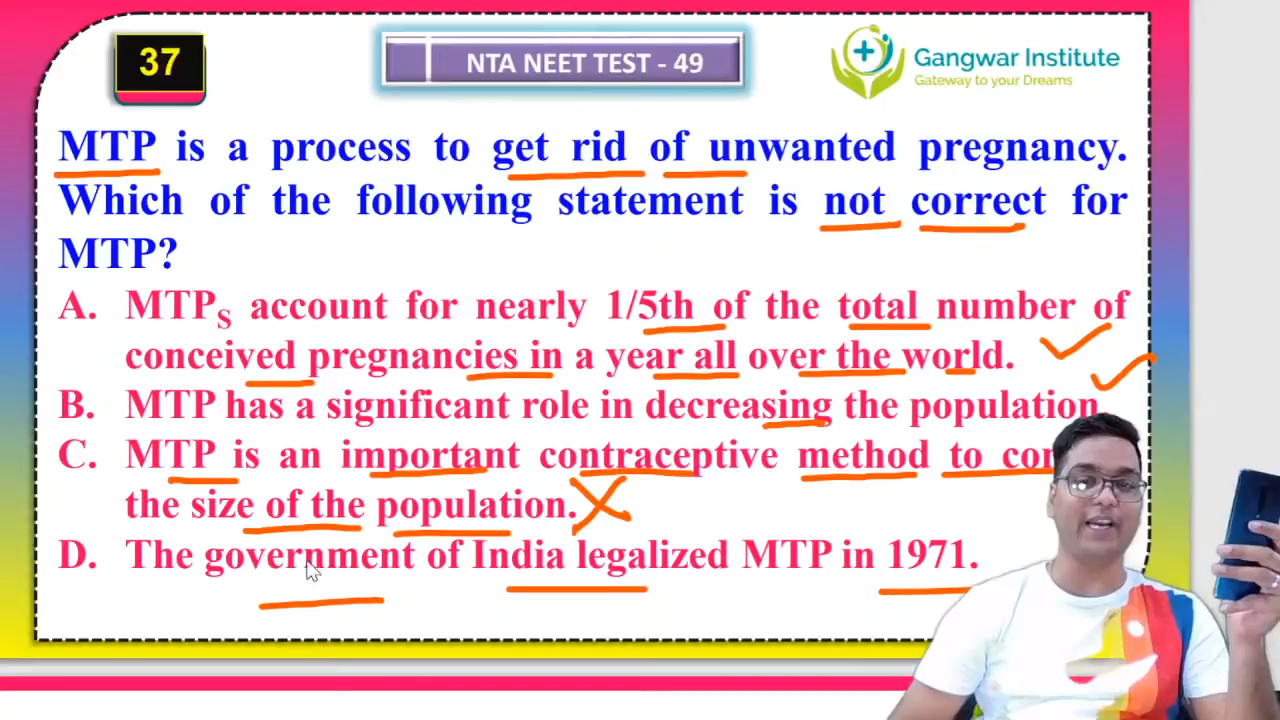 37
NTA NEET TEST - 49
Gangwar Institute
Gateway to your Dreams
MTP is a process to get rid of unwanted pregnancy.
Which of the following statement is not correct for
MTP?
A. MTPS account for nearly 1/5th of the total number of
conceived pregnancies in a year all over the world.
B. MTP has a significant role in decreasing the population
C. MTP is an important contraceptive method to
the size of the population.
D. The government of India legalized MTP in 1971.